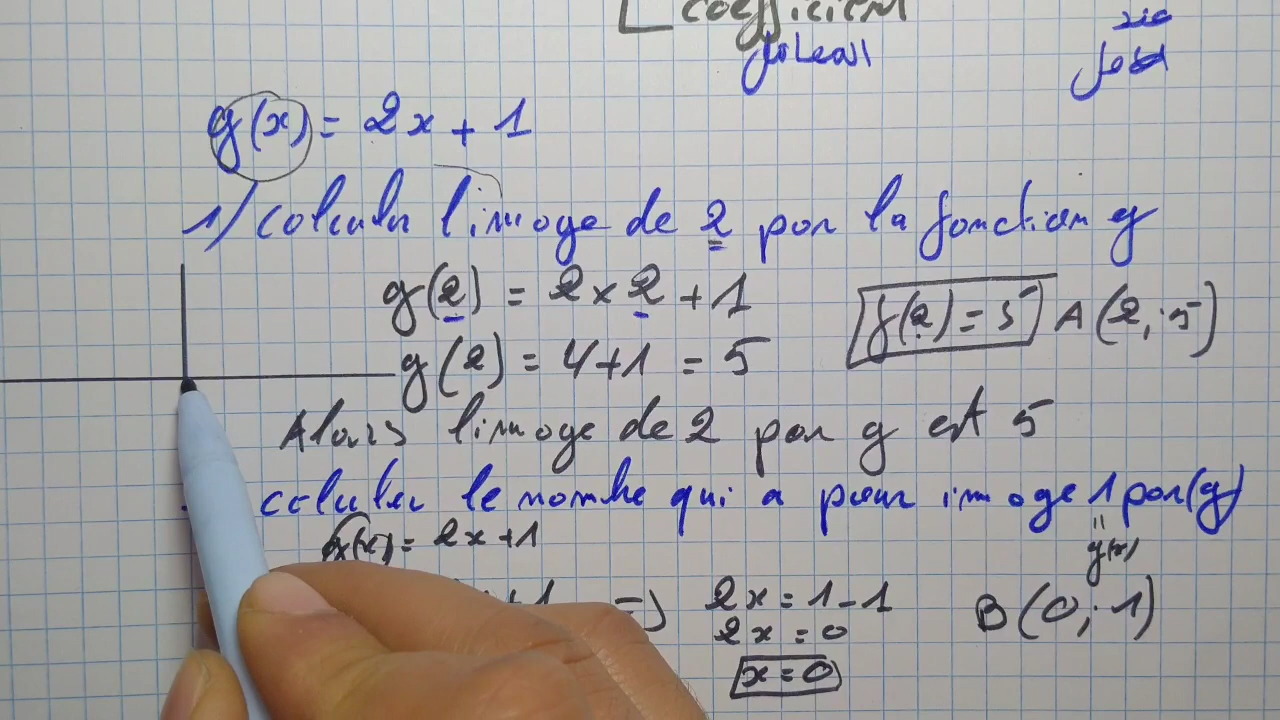 coefficient
g(x) = 2x + 1
1/ calculer l'image de 2 par la fonction g
g(2) = 2 x 2 + 1
f(2) = 5 A(2; 5)
g(2) = 4+1 = 5
Alors l'image de 2 par g est 5
calculer le nombre qui a pour image 1 par (g)
= 2x +1
"
g(x)
+1 => 2x = 1-1
B(0; 1)
2x = 0
x = 0